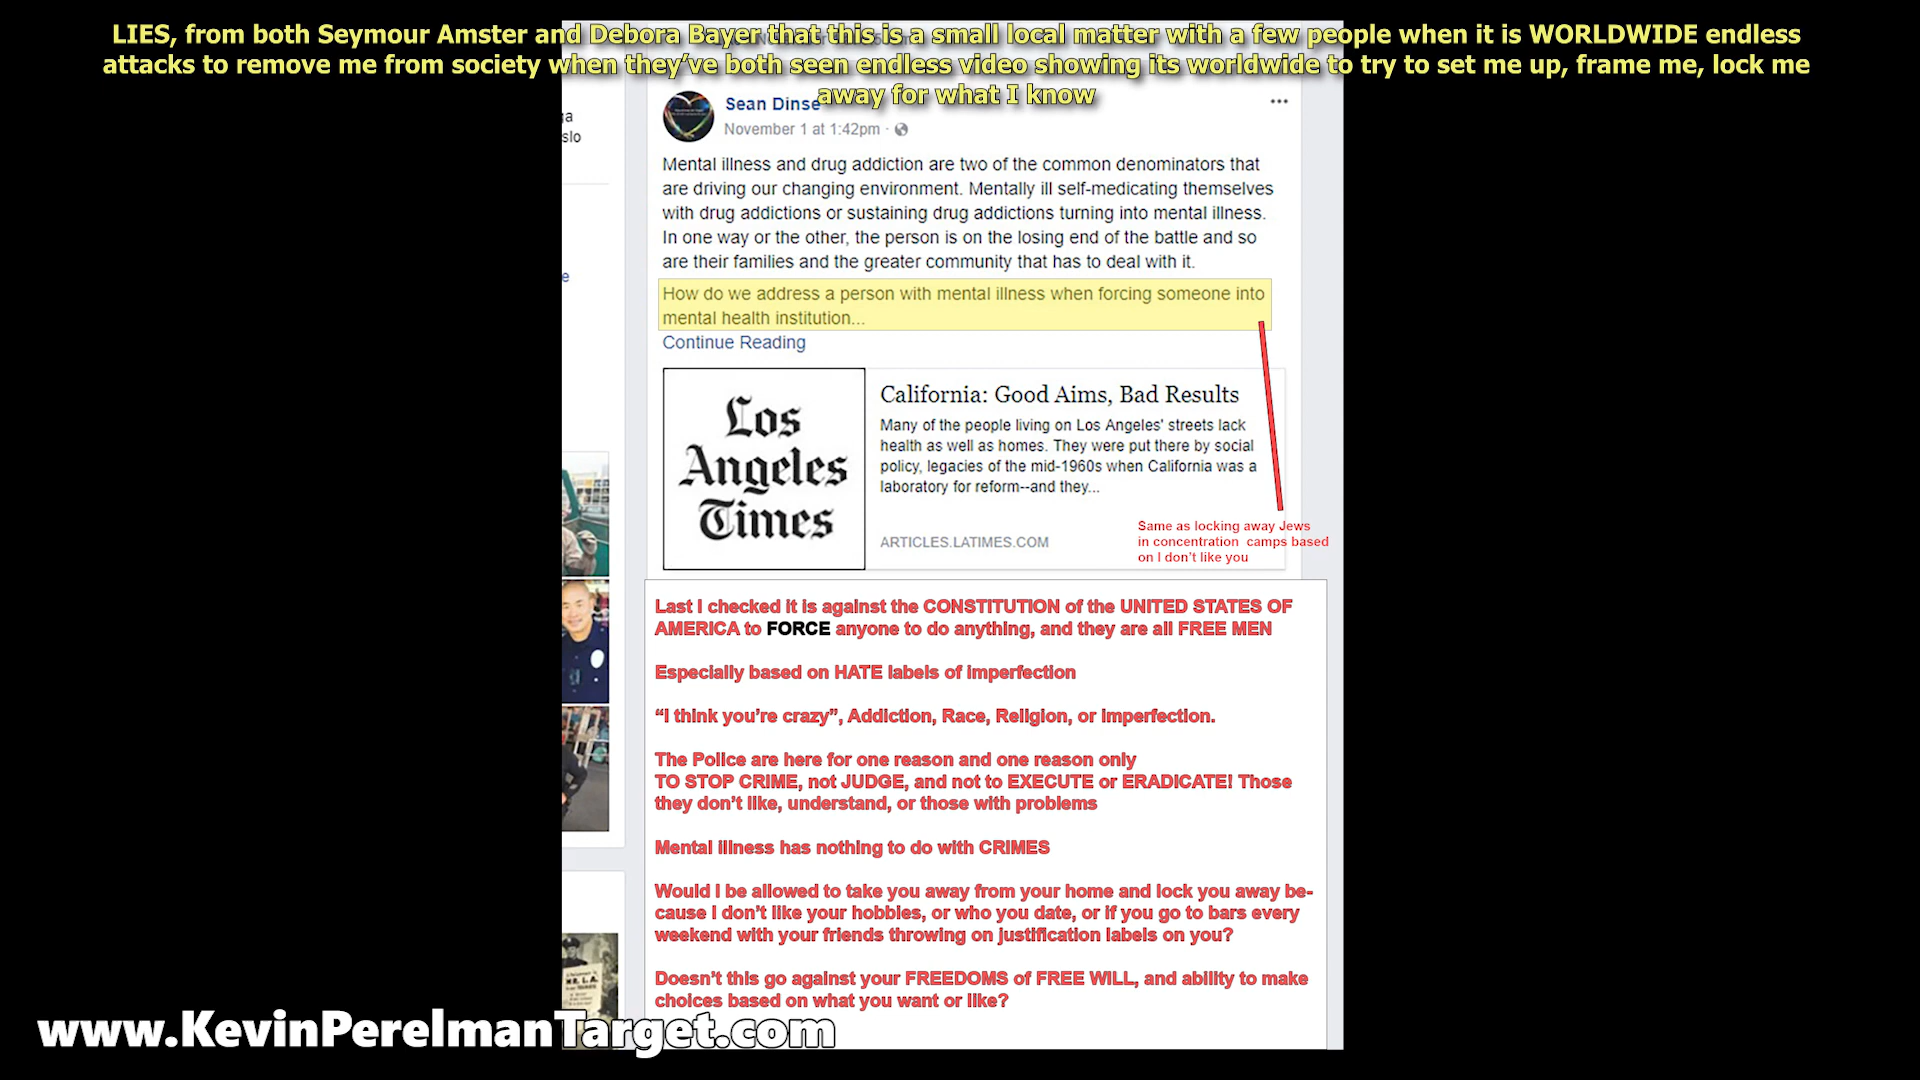 LIES, from both Seymour Amster and Debora Bayer that this is a small local matter with a few people when it is WORLDWIDE endless
attacks to remove me from society when they've both seen endless video showing its worldwide to try to set me up, frame me, lock me
away for what I know
Sean Dinse
November 1 at 1:42pm ·
ga
slo
Mental illness and drug addiction are two of the common denominators that
are driving our changing environment. Mentally ill self-medicating themselves
with drug addictions or sustaining drug addictions turning into mental illness.
In one way or the other, the person is on the losing end of the battle and so
are their families and the greater community that has to deal with it.
e
How do we address a person with mental illness when forcing someone into
mental health institution...
Continue Reading
Los
Angeles
Times
California: Good Aims, Bad Results
Many of the people living on Los Angeles' streets lack
health as well as homes. They were put there by social
policy, legacies of the mid-1960s when California was a
laboratory for reform--and they...
ARTICLES.LATIMES.COM
Same as locking away Jews
in concentration camps based
on I don't like you
Last I checked it is against the CONSTITUTION of the UNITED STATES OF
AMERICA to FORCE anyone to do anything, and they are all FREE MEN
Especially based on HATE labels of imperfection
“I think you're crazy”, Addiction, Race, Religion, or imperfection.
The Police are here for one reason and one reason only
TO STOP CRIME, not JUDGE, and not to EXECUTE or ERADICATE! Those
they don't like, understand, or those with problems
Mental illness has nothing to do with CRIMES
Would I be allowed to take you away from your home and lock you away be-
cause I don't like your hobbies, or who you date, or if you go to bars every
weekend with your friends throwing on justification labels on you?
Doesn't this go against your FREEDOMS of FREE WILL, and ability to make
choices based on what you want or like?
www.KevinPerelmanTarget.com